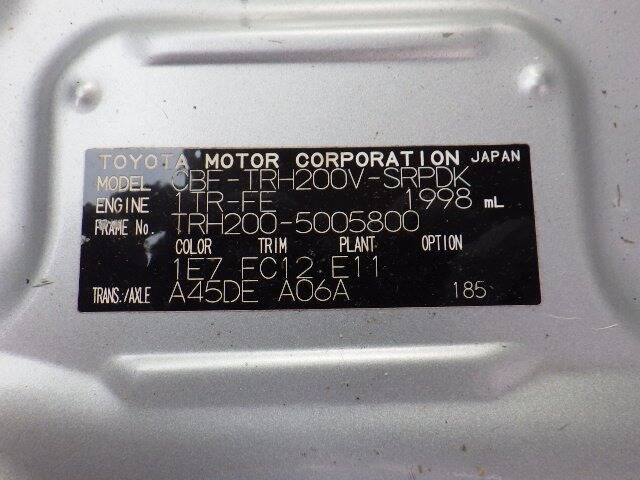 TOYOTA MOTOR CORPORATION JAPAN
MODEL CBF-TRH200V-SRPDK
ENGINE 1TR-FE 1998 mL
FRAME No. TRH200-5005800
COLOR TRIM PLANT OPTION
1E7 FC12 E11
TRANS./AXLE A45DE A06A 185